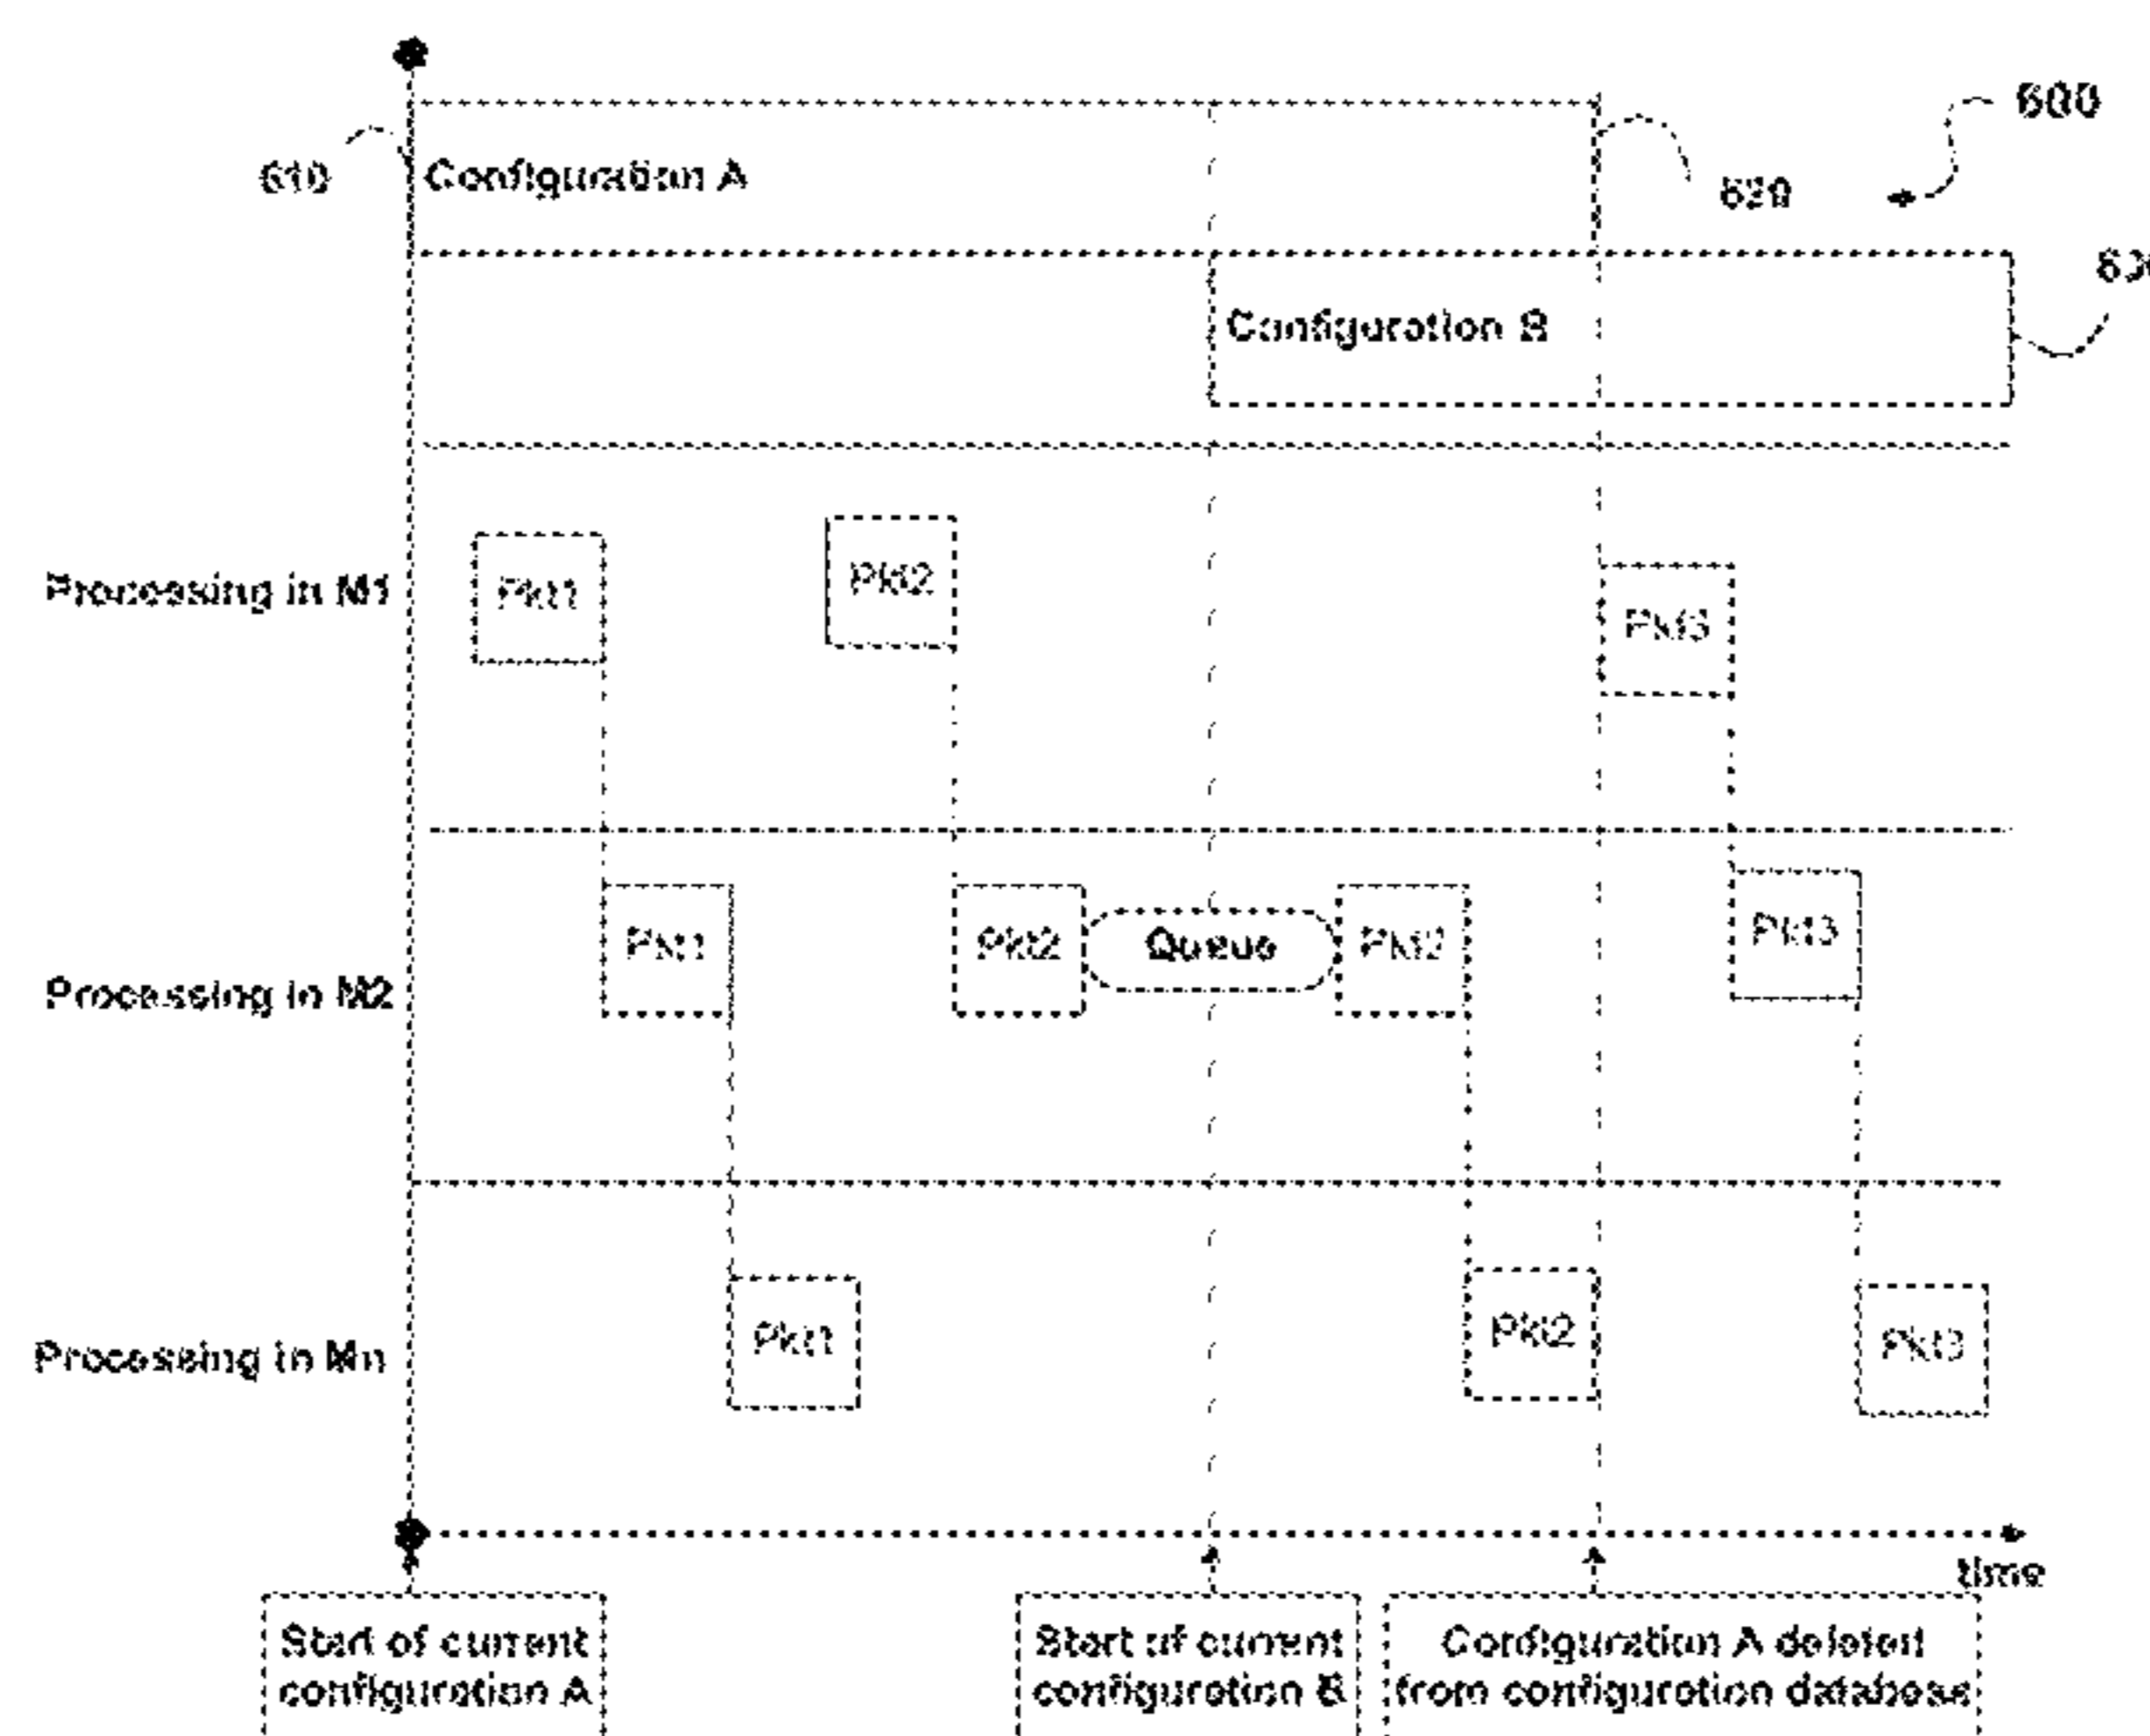 600
610
Configuration A
620
Configuration B
Processing in M1
Pkt1
Pkt2
Pkt3
Processing in M2
Pkt1
Pkt2
Queue
Pkt2
Pkt3
Processing in Mn
Pkt1
Pkt2
Pkt3
time
Start of current
configuration A
Start of current
configuration B
Configuration A deleted
from configuration database